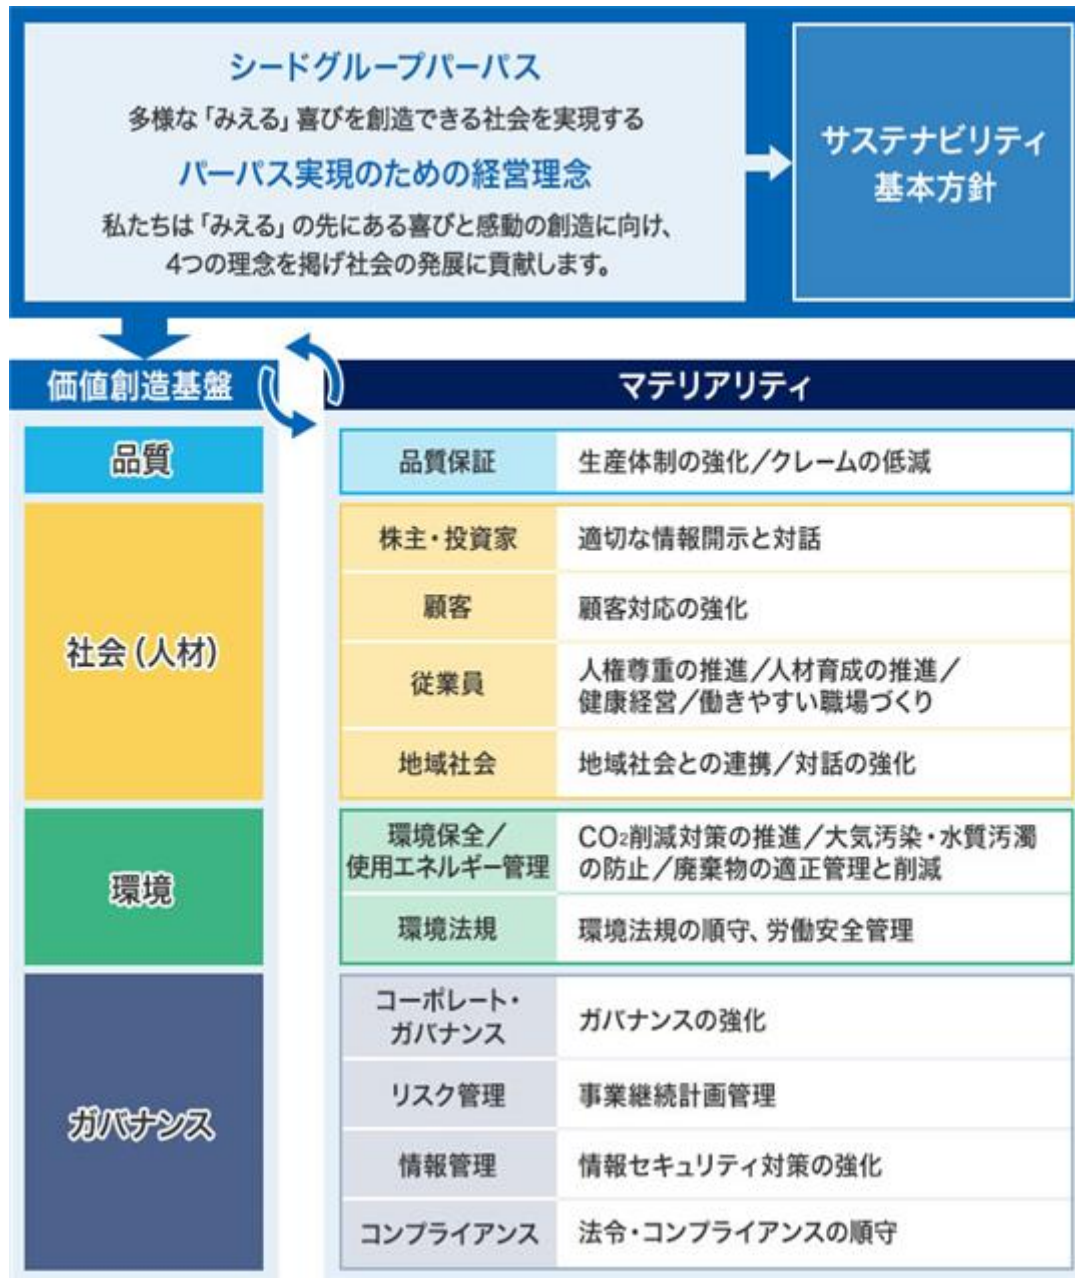 シードグループパーパス
多様な「みえる」喜びを創造できる社会を実現する
パーパス実現のための経営理念
私たちは「みえる」の先にある喜びと感動の創造に向け、
4つの理念を掲げ社会の発展に貢献します。
サステナビリティ
基本方針
価値創造基盤
マテリアリティ
品質
品質保証
生産体制の強化/クレームの低減
社会(人材)
株主・投資家
適切な情報開示と対話
顧客
顧客対応の強化
従業員
人権尊重の推進/人材育成の推進/
健康経営/働きやすい職場づくり
地域社会
地域社会との連携/対話の強化
環境
環境保全/
使用エネルギー管理
CO2削減対策の推進/大気汚染・水質汚濁
の防止/廃棄物の適正管理と削減
環境法規
環境法規の順守、労働安全管理
ガバナンス
コーポレート・
ガバナンス
ガバナンスの強化
リスク管理
事業継続計画管理
情報管理
情報セキュリティ対策の強化
コンプライアンス
法令・コンプライアンスの順守